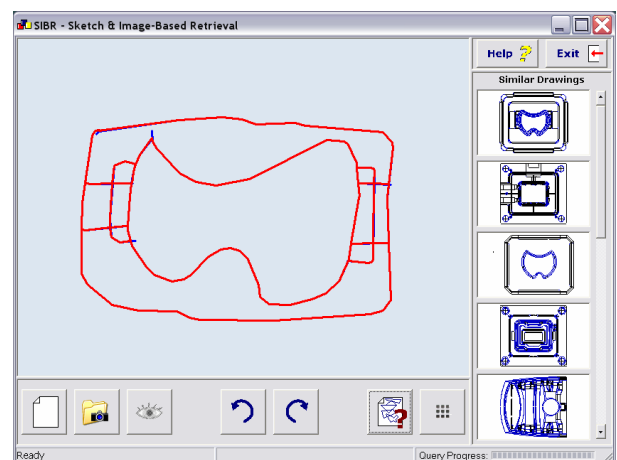 SIBR - Sketch & Image-Based Retrieval
Help
Exit
Similar Drawings
Ready
Query Progress: